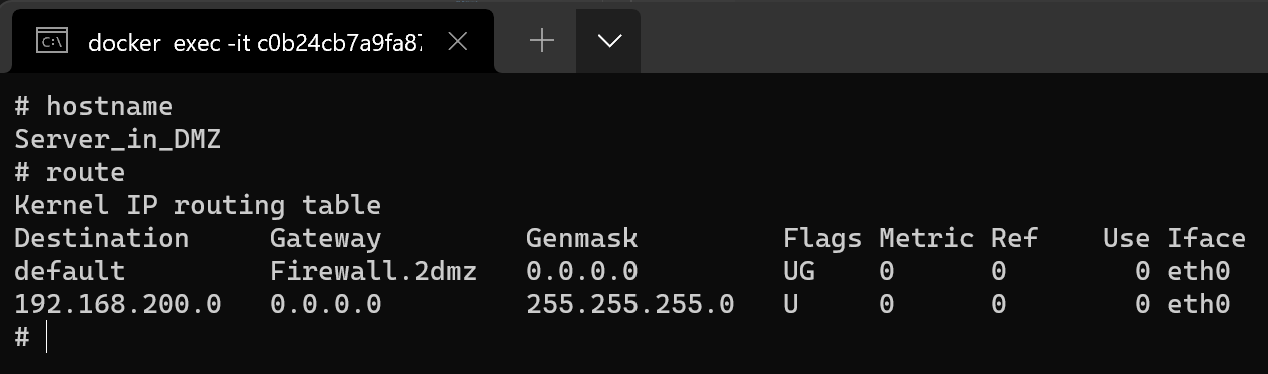 docker exec -it c0b24cb7a9fa87
# hostname
Server_in_DMZ
# route
Kernel IP routing table
Destination Gateway Genmask Flags Metric Ref Use Iface
default Firewall.2dmz 0.0.0.0 UG 0 0 0 eth0
192.168.200.0 0.0.0.0 255.255.255.0 U 0 0 0 eth0
#